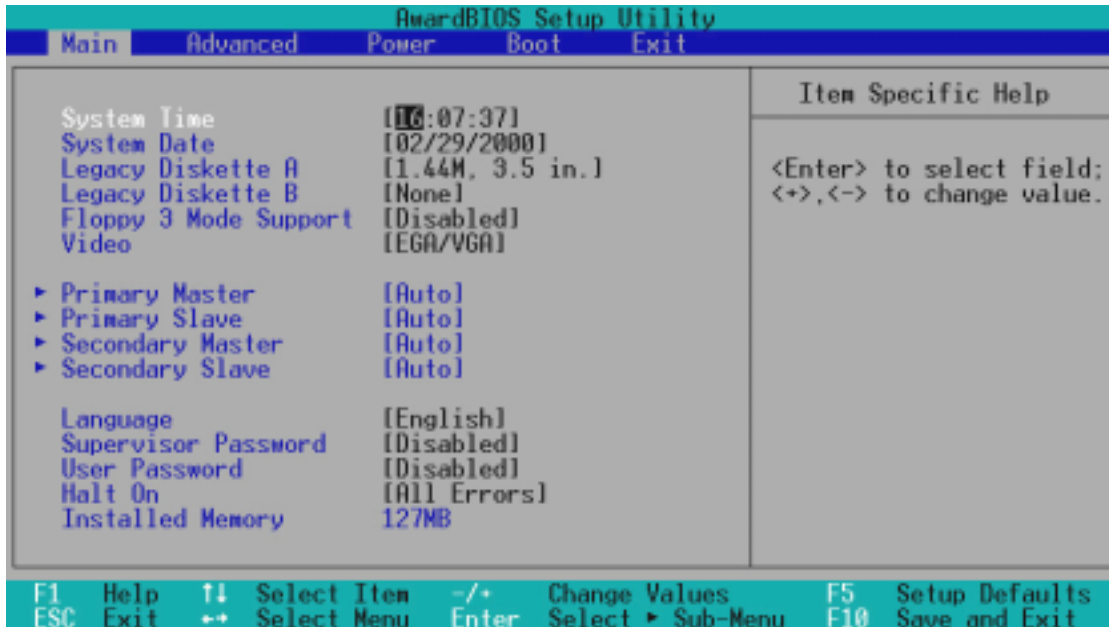 AwardBIOS Setup Utility
Main Advanced Power Boot Exit
Item Specific Help
System Time [16:07:37]
System Date [02/29/2000]
Legacy Diskette A [1.44M, 3.5 in.]
Legacy Diskette B [None]
Floppy 3 Mode Support [Disabled]
Video [EGA/VGA]
▸ Primary Master [Auto]
▸ Primary Slave [Auto]
▸ Secondary Master [Auto]
▸ Secondary Slave [Auto]
Language [English]
Supervisor Password [Disabled]
User Password [Disabled]
Halt On [All Errors]
Installed Memory 127MB
<Enter> to select field;
<+>,<-> to change value.
F1 Help ↑↓ Select Item -/+ Change Values F5 Setup Defaults
ESC Exit ←→ Select Menu Enter Select ▸ Sub-Menu F10 Save and Exit